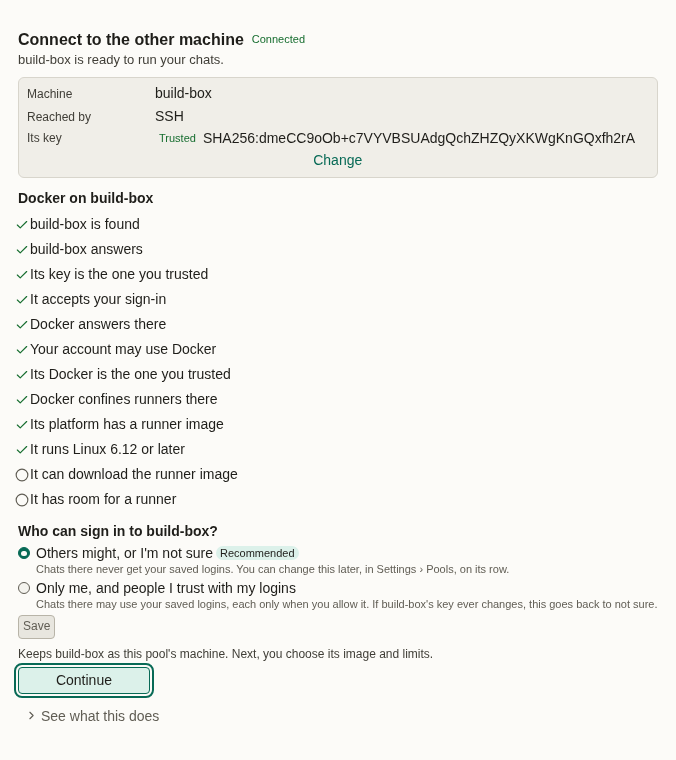 Connect to the other machine Connected
build-box is ready to run your chats.
Machine build-box
Reached by SSH
Its key Trusted SHA256:dmeCC9oOb+c7VYVBSUAdgQchZHZQyXKWgKnGQxfh2rA
Change
Docker on build-box
build-box is found
build-box answers
Its key is the one you trusted
It accepts your sign-in
Docker answers there
Your account may use Docker
Its Docker is the one you trusted
Docker confines runners there
Its platform has a runner image
It runs Linux 6.12 or later
It can download the runner image
It has room for a runner
Who can sign in to build-box?
Others might, or I'm not sure Recommended
Chats there never get your saved logins. You can change this later, in Settings › Pools, on its row.
Only me, and people I trust with my logins
Chats there may use your saved logins, each only when you allow it. If build-box's key ever changes, this goes back to not sure.
Save
Keeps build-box as this pool's machine. Next, you choose its image and limits.
Continue
See what this does